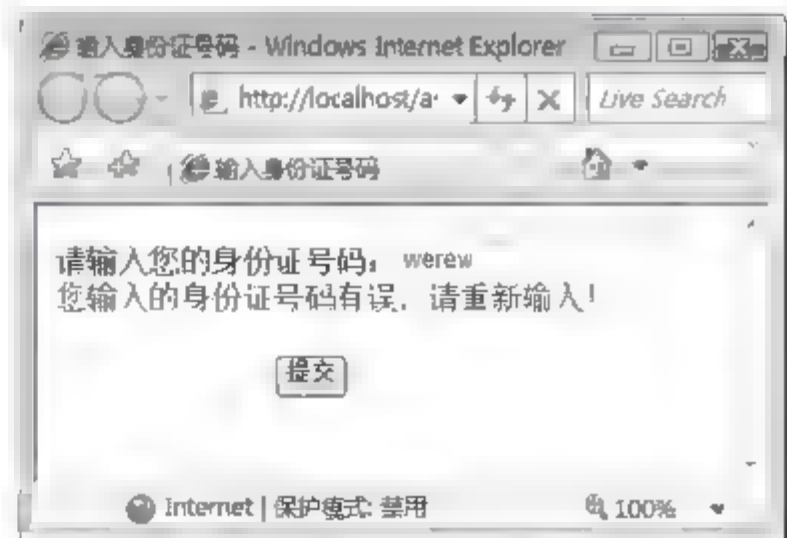 输入身份证号码 - Windows Internet Explorer
http://localhost/a
Live Search
输入身份证号码
请输入您的身份证号码： werew
您输入的身份证号码有误，请重新输入！
提交
Internet | 保护模式: 禁用
100%